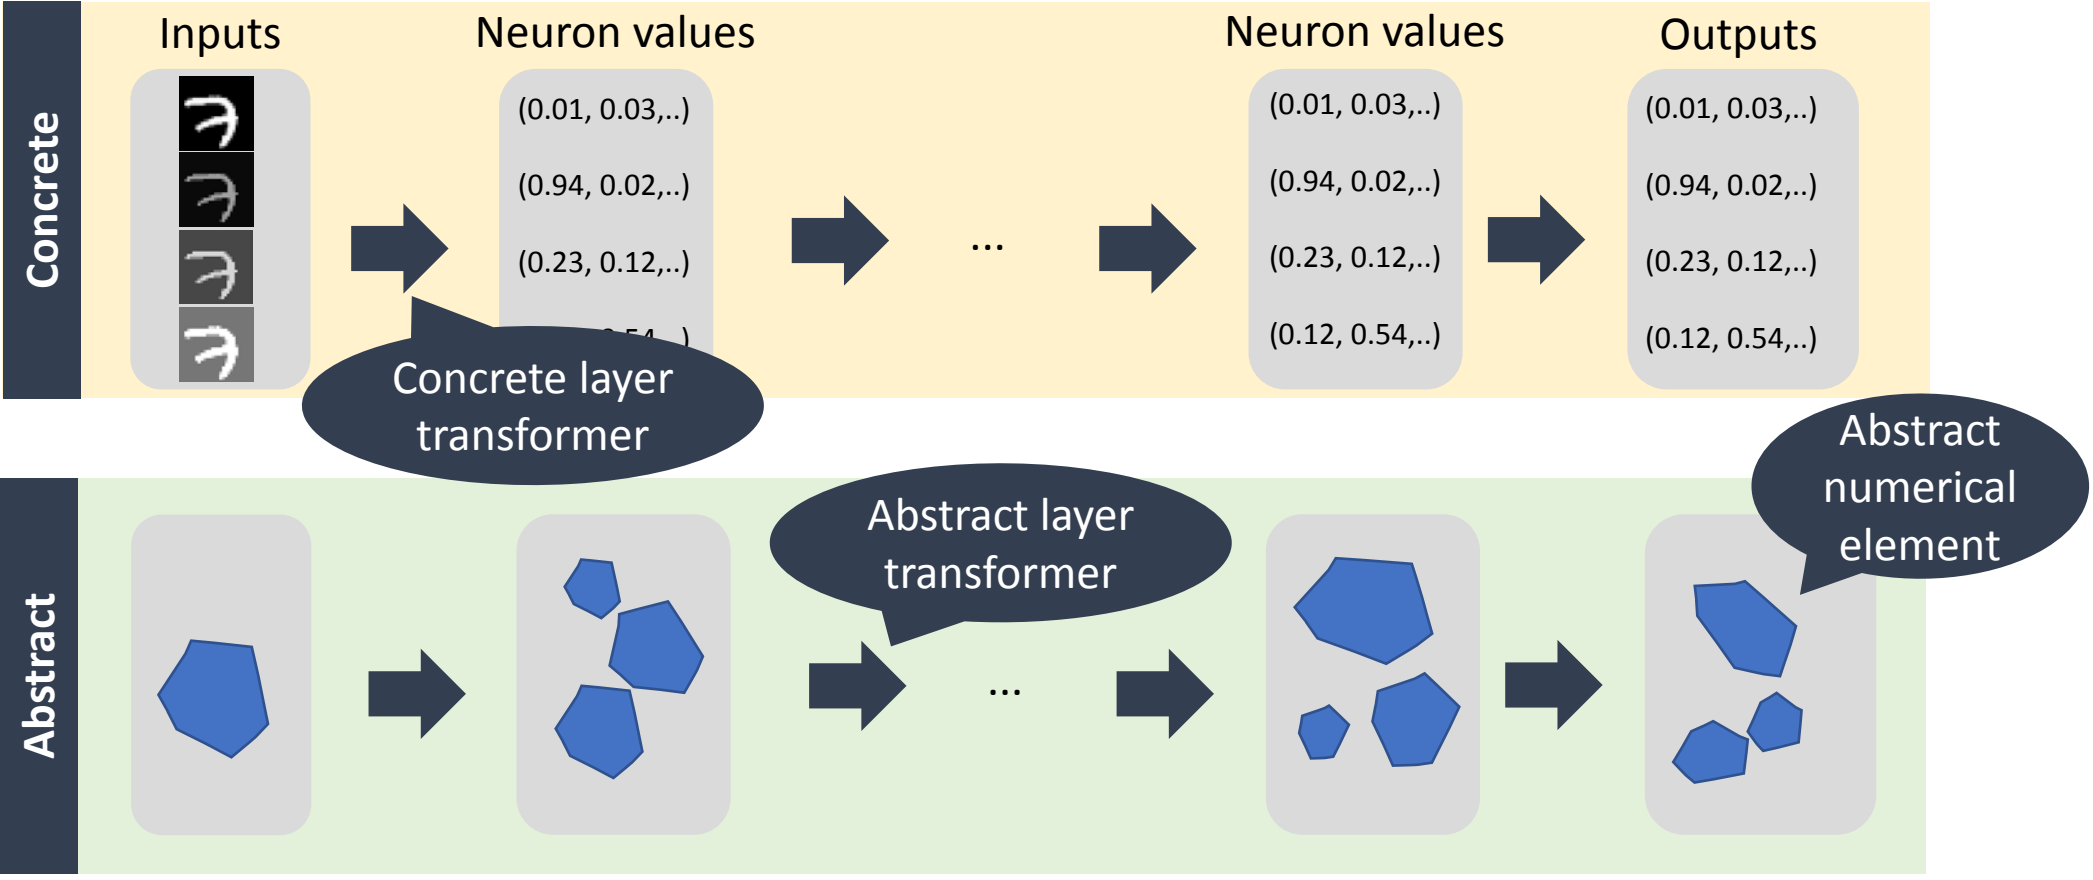 Inputs
Neuron values
Neuron values
Outputs
Concrete
(0.01, 0.03,..)
(0.94, 0.02,..)
(0.23, 0.12,..)
...
(0.01, 0.03,..)
(0.94, 0.02,..)
(0.23, 0.12,..)
(0.12, 0.54,..)
(0.01, 0.03,..)
(0.94, 0.02,..)
(0.23, 0.12,..)
(0.12, 0.54,..)
Concrete layer
transformer
Abstract
Abstract layer
transformer
...
Abstract
numerical
element